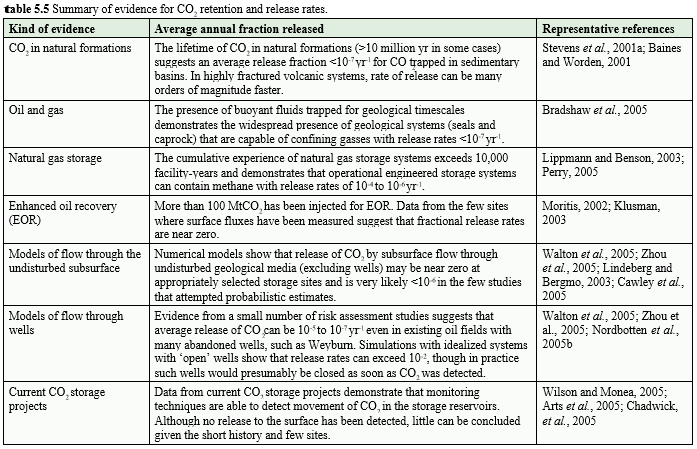 table 5.5 Summary of evidence for CO2 retention and release rates.
Kind of evidence
Average annual fraction released
Representative references
CO2 in natural formations
The lifetime of CO2 in natural formations (>10 million yr in some cases)
suggests an average release fraction <10-7 yr-1 for CO trapped in sedimentary
basins. In highly fractured volcanic systems, rate of release can be many
orders of magnitude faster.
Stevens et al., 2001a; Baines
and Worden, 2001
Oil and gas
The presence of buoyant fluids trapped for geological timescales
demonstrates the widespread presence of geological systems (seals and
caprock) that are capable of confining gasses with release rates <10-7 yr-1.
Bradshaw et al., 2005
Natural gas storage
The cumulative experience of natural gas storage systems exceeds 10,000
facility-years and demonstrates that operational engineered storage systems
can contain methane with release rates of 10-4 to 10-6 yr-1.
Lippmann and Benson, 2003;
Perry, 2005
Enhanced oil recovery
(EOR)
More than 100 MtCO2 has been injected for EOR. Data from the few sites
where surface fluxes have been measured suggest that fractional release rates
are near zero.
Moritis, 2002; Klusman,
2003
Models of flow through the
undisturbed subsurface
Numerical models show that release of CO2 by subsurface flow through
undisturbed geological media (excluding wells) may be near zero at
appropriately selected storage sites and is very likely <10-6 in the few studies
that attempted probabilistic estimates.
Walton et al., 2005; Zhou
et al., 2005; Lindeberg and
Bergmo, 2003; Cawley et al.,
2005
Models of flow through
wells
Evidence from a small number of risk assessment studies suggests that
average release of CO2 can be 10-5 to 10-7 yr-1 even in existing oil fields with
many abandoned wells, such as Weyburn. Simulations with idealized systems
with ‘open’ wells show that release rates can exceed 10-2, though in practice
such wells would presumably be closed as soon as CO2 was detected.
Walton et al., 2005; Zhou et
al., 2005; Nordbotten et al.,
2005b
Current CO2 storage
projects
Data from current CO2 storage projects demonstrate that monitoring
techniques are able to detect movement of CO2 in the storage reservoirs.
Although no release to the surface has been detected, little can be concluded
given the short history and few sites.
Wilson and Monea, 2005;
Arts et al., 2005; Chadwick,
et al., 2005